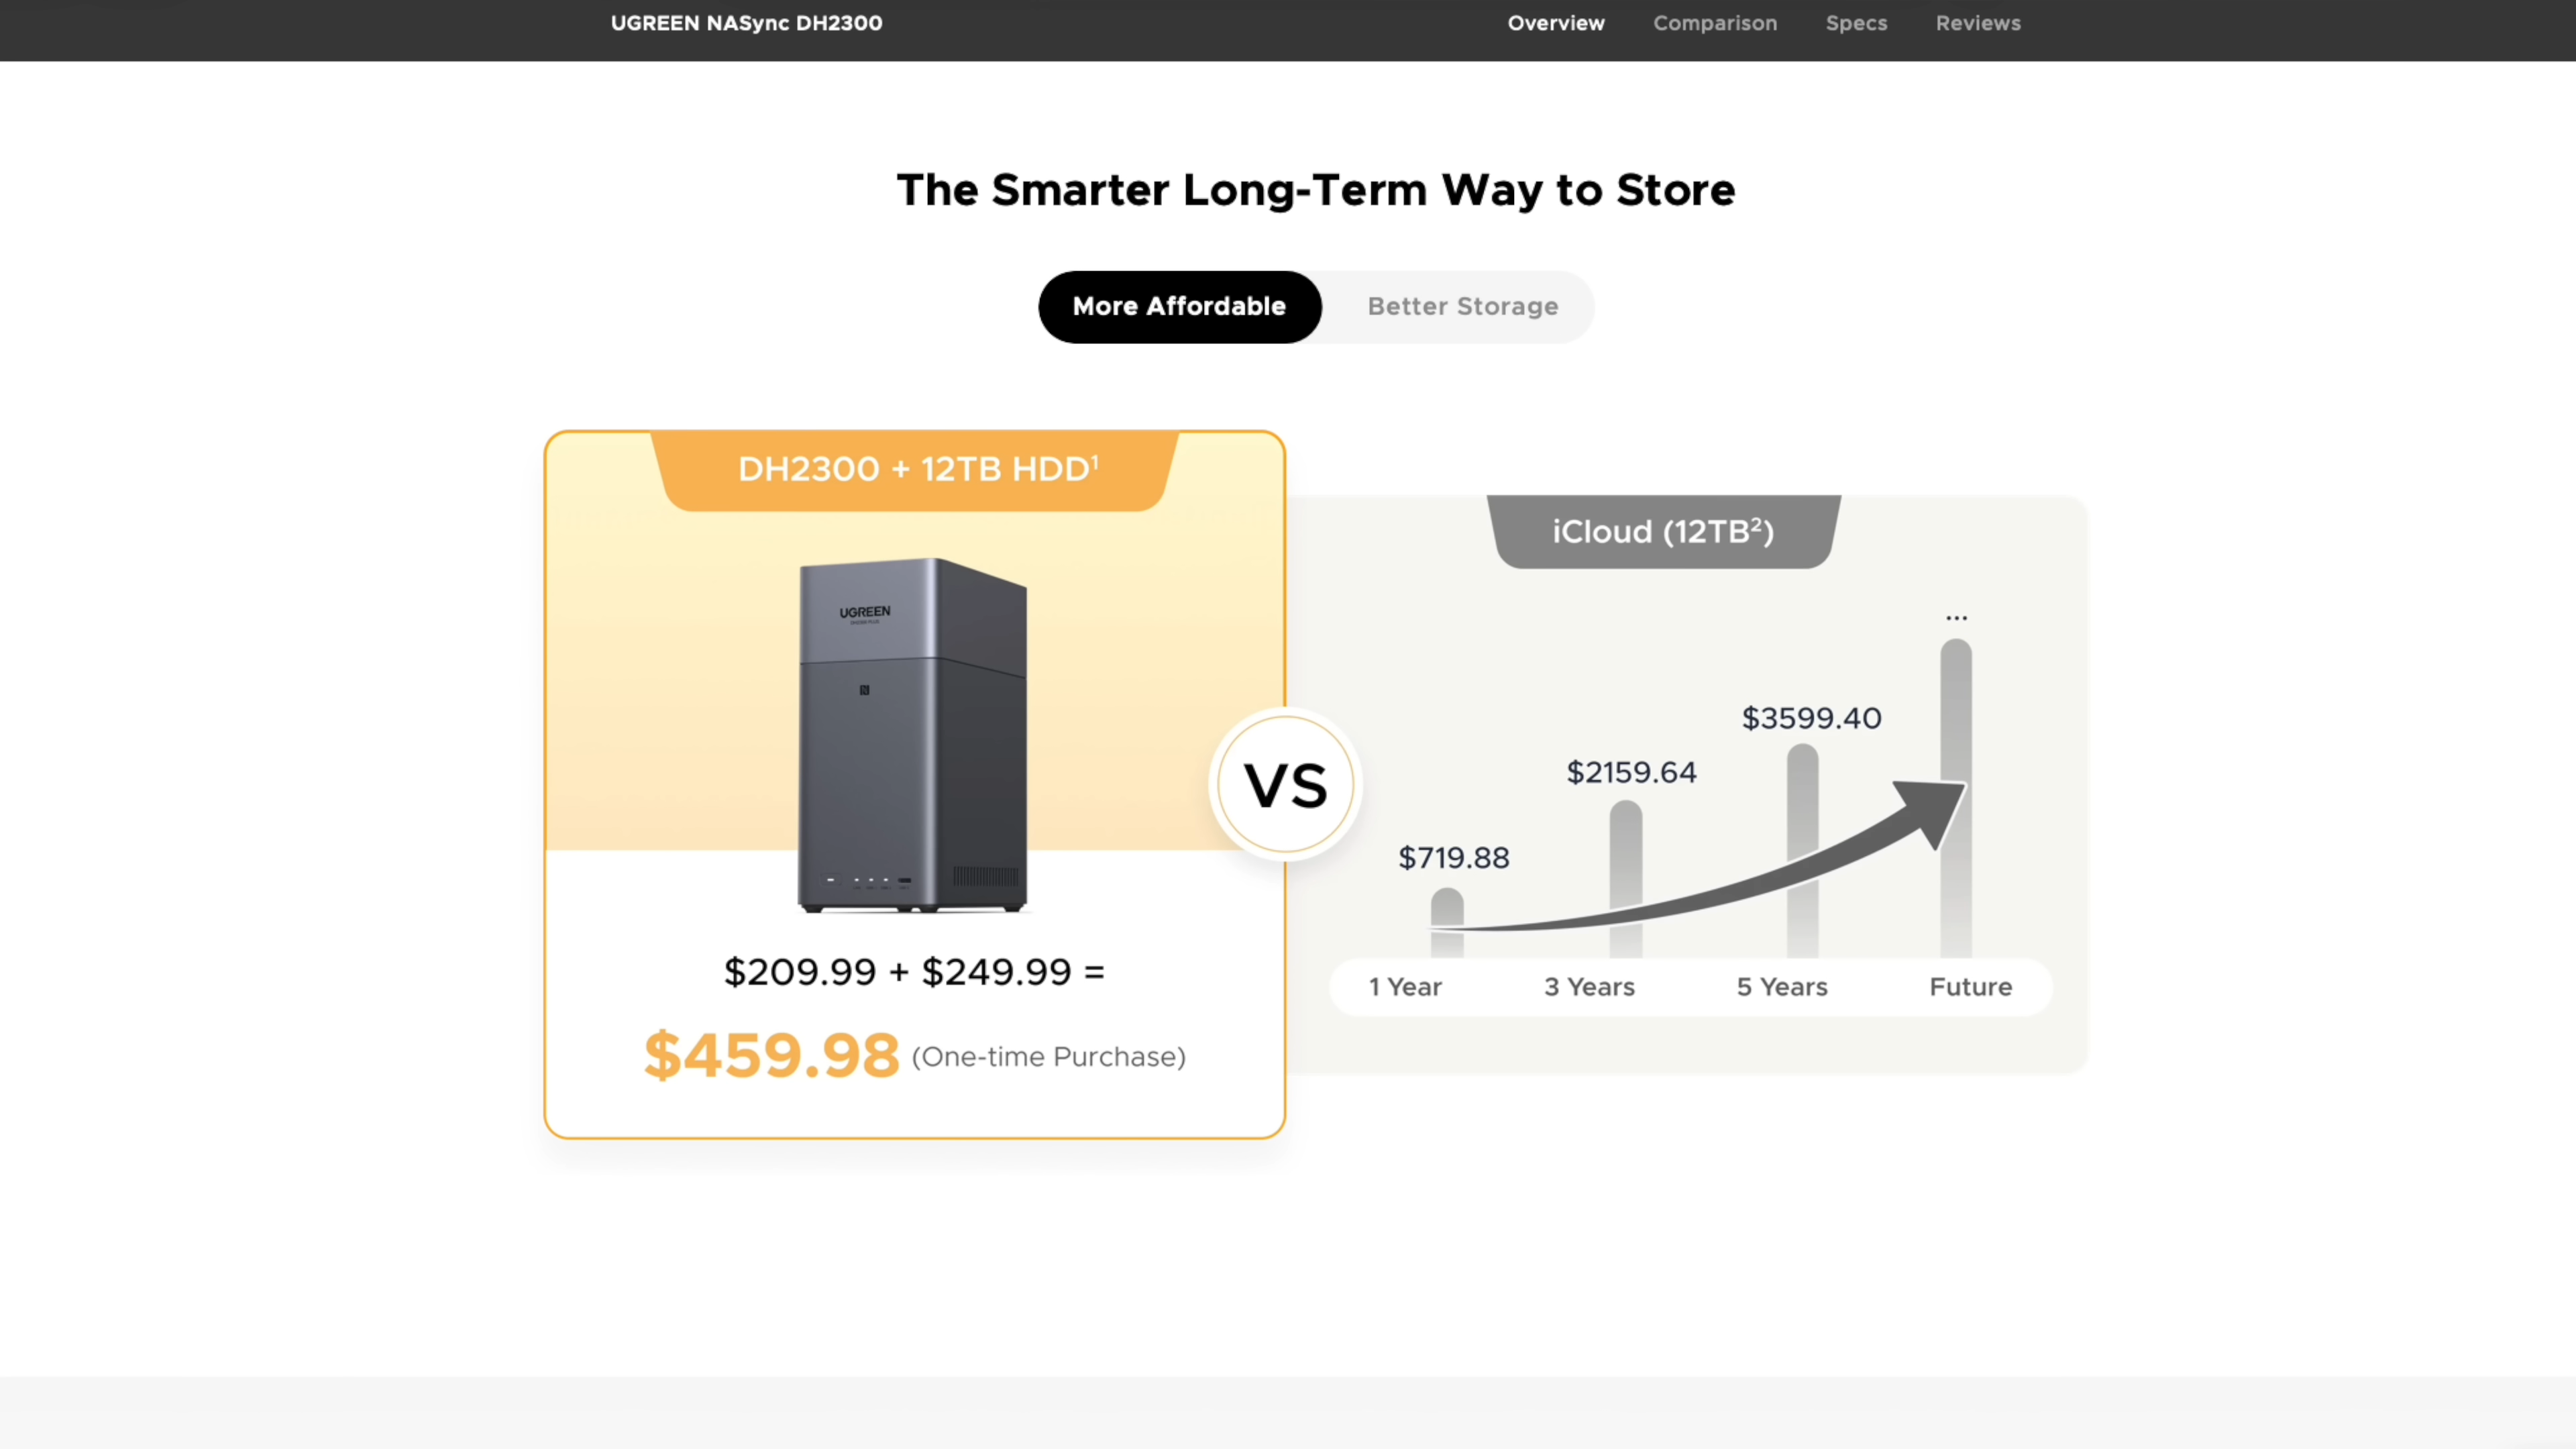 UGREEN NASync DH2300
Overview
Comparison
Specs
Reviews
The Smarter Long-Term Way to Store
More Affordable
Better Storage
DH2300 + 12TB HDD¹
UGREEN
$209.99 + $249.99 =
$459.98 (One-time Purchase)
VS
iCloud (12TB²)
...
$3599.40
$2159.64
$719.88
1 Year
3 Years
5 Years
Future